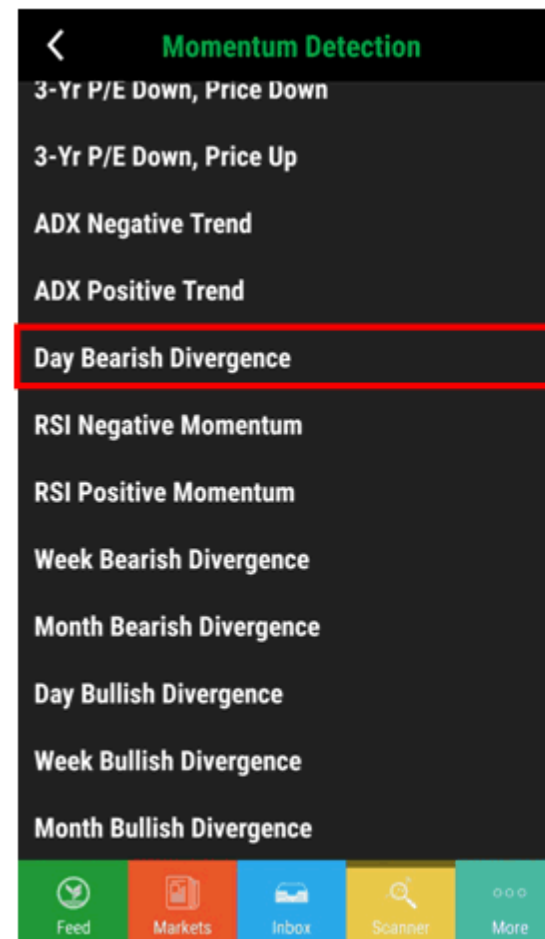 Momentum Detection
3-Yr P/E Down, Price Down
3-Yr P/E Down, Price Up
ADX Negative Trend
ADX Positive Trend
Day Bearish Divergence
RSI Negative Momentum
RSI Positive Momentum
Week Bearish Divergence
Month Bearish Divergence
Day Bullish Divergence
Week Bullish Divergence
Month Bullish Divergence
Feed Markets Inbox Scanner More